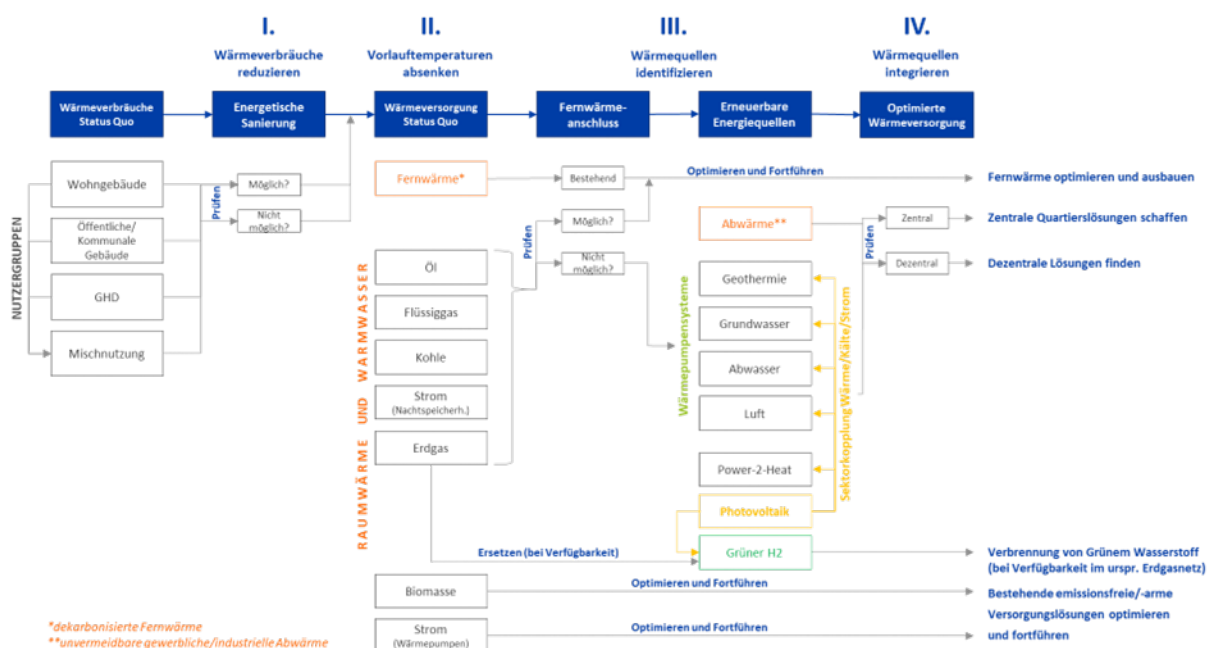 I.
Wärmeverbräuche
reduzieren
II.
Vorlauftemperaturen
absenken
III.
Wärmequellen
identifizieren
IV.
Wärmequellen
integrieren
Wärmeverbräuche
Status Quo
Energetische
Sanierung
Wärmeversorgung
Status Quo
Fernwärme-
anschluss
Erneuerbare
Energiequellen
Optimierte
Wärmeversorgung
NUTZERGRUPPEN
Wohngebäude
Öffentliche/
Kommunale
Gebäude
GHD
Mischnutzung
Prüfen
Möglich?
Nicht
möglich?
RAUMWÄRME UND WARMWASSER
Fernwärme*
Öl
Flüssiggas
Kohle
Strom
(Nachtspeicherh.)
Erdgas
Biomasse
Strom
(Wärmepumpen)
Prüfen
Bestehend
Möglich?
Nicht
möglich?
Optimieren und Fortführen
Wärmepumpensysteme
Abwärme**
Geothermie
Grundwasser
Abwasser
Luft
Power-2-Heat
Photovoltaik
Grüner H2
Sektorkopplung Wärme/Kälte/Strom
Ersetzen (bei Verfügbarkeit)
Optimieren und Fortführen
Optimieren und Fortführen
Prüfen
Zentral
Dezentral
Fernwärme optimieren und ausbauen
Zentrale Quartierslösungen schaffen
Dezentrale Lösungen finden
Verbrennung von Grünem Wasserstoff
(bei Verfügbarkeit im urspr. Erdgasnetz)
Bestehende emissionsfreie/-arme
Versorgungslösungen optimieren
und fortführen
*dekarbonisierte Fernwärme
**unvermeidbare gewerbliche/industrielle Abwärme